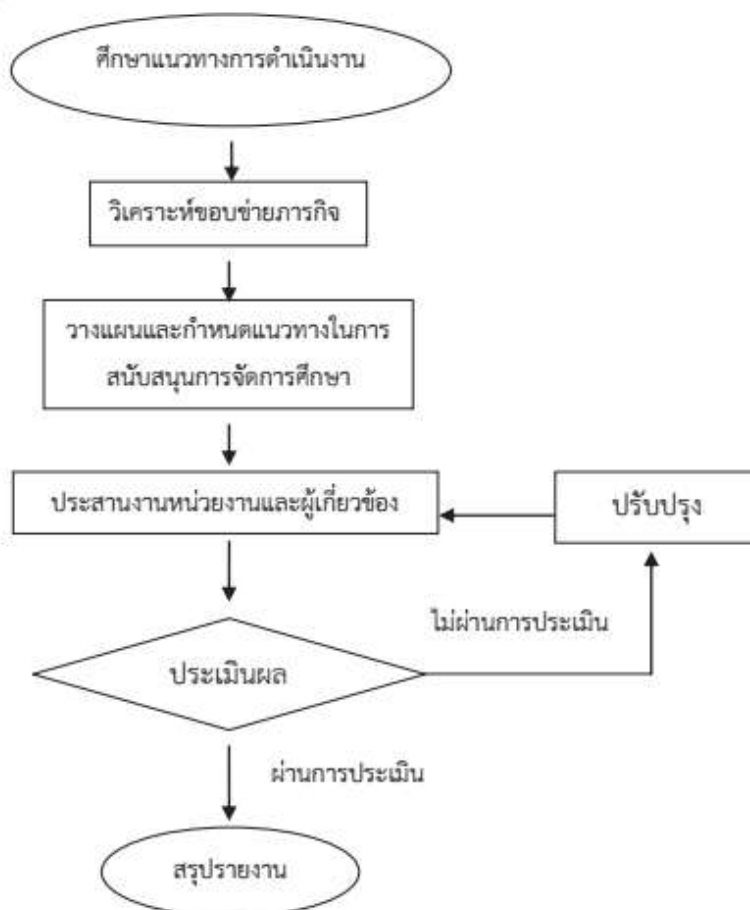 ศึกษาแนวทางการดำเนินงาน
วิเคราะห์ขอบข่ายภารกิจ
วางแผนและกำหนดแนวทางในการ
สนับสนุนการจัดการศึกษา
ประสานงานหน่วยงานและผู้เกี่ยวข้อง
ปรับปรุง
ไม่ผ่านการประเมิน
ประเมินผล
ผ่านการประเมิน
สรุปรายงาน